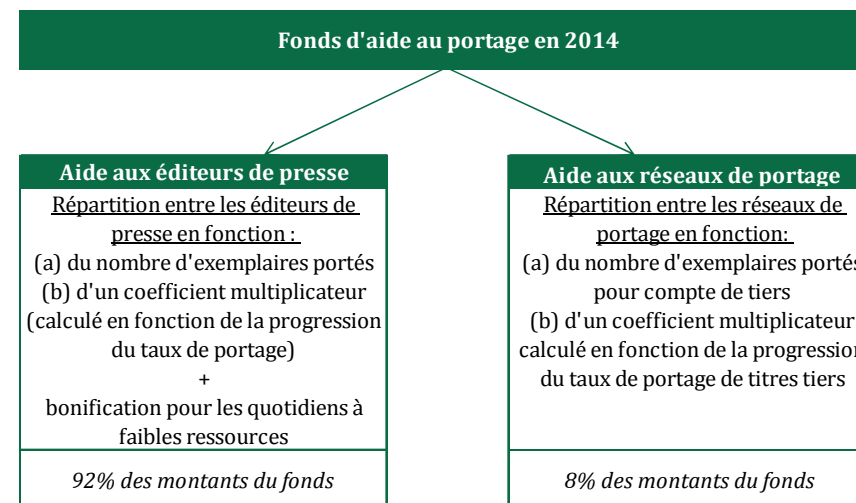 Fonds d'aide au portage en 2014
Aide aux éditeurs de presse
Répartition entre les éditeurs de
presse en fonction :
(a) du nombre d'exemplaires portés
(b) d'un coefficient multiplicateur
(calculé en fonction de la progression
du taux de portage)
+
bonification pour les quotidiens à
faibles ressources
92% des montants du fonds
Aide aux réseaux de portage
Répartition entre les réseaux de
portage en fonction:
(a) du nombre d'exemplaires portés
pour compte de tiers
(b) d'un coefficient multiplicateur
calculé en fonction de la progression
du taux de portage de titres tiers
8% des montants du fonds